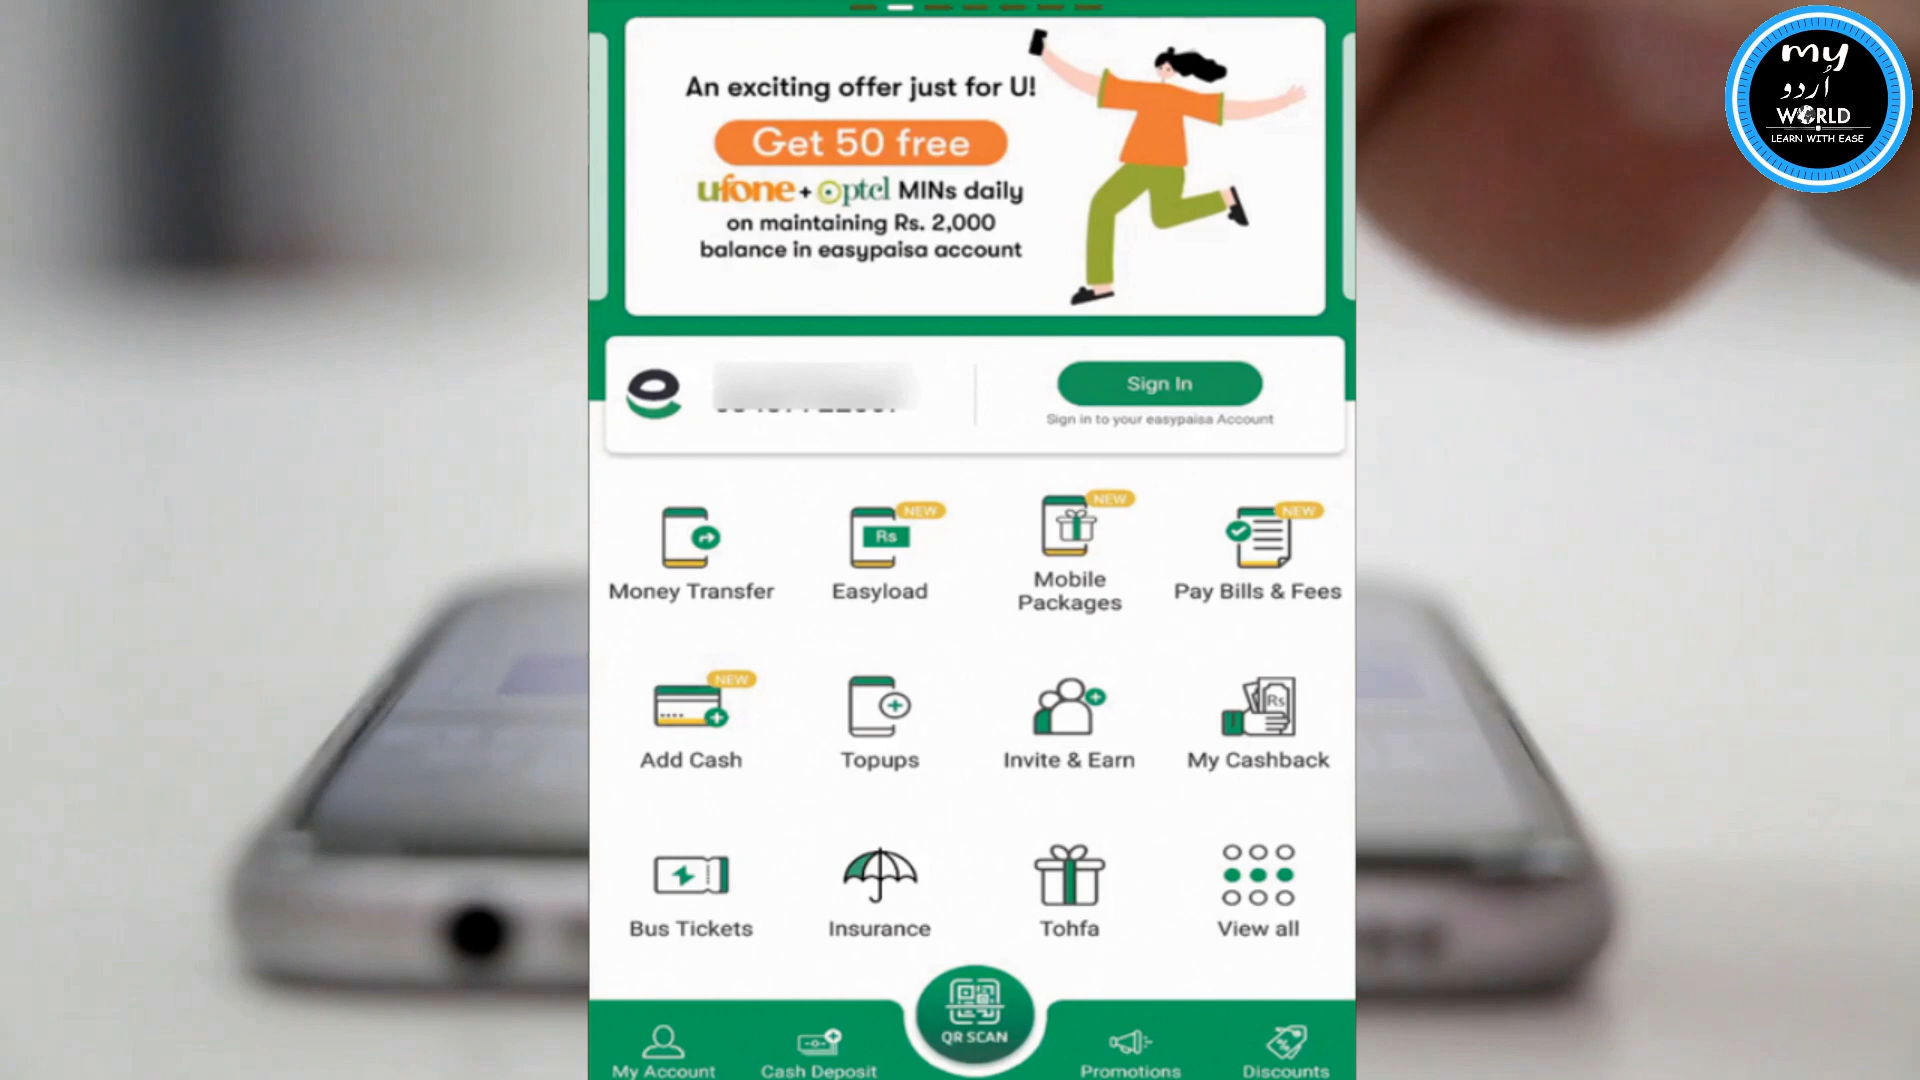 An exciting offer just for U!
Get 50 free
ufone + ptcl MINs daily
on maintaining Rs. 2,000
balance in easypaisa account
my
اُردو
WORLD
LEARN WITH EASE
Sign In
Sign in to your easypaisa Account
NEW
NEW
NEW
Rs
Money Transfer
Easyload
Mobile
Packages
Pay Bills & Fees
NEW
Rs
Add Cash
Topups
Invite & Earn
My Cashback
Bus Tickets
Insurance
Tohfa
View all
QR SCAN
My Account
Cash Deposit
Promotions
Discounts